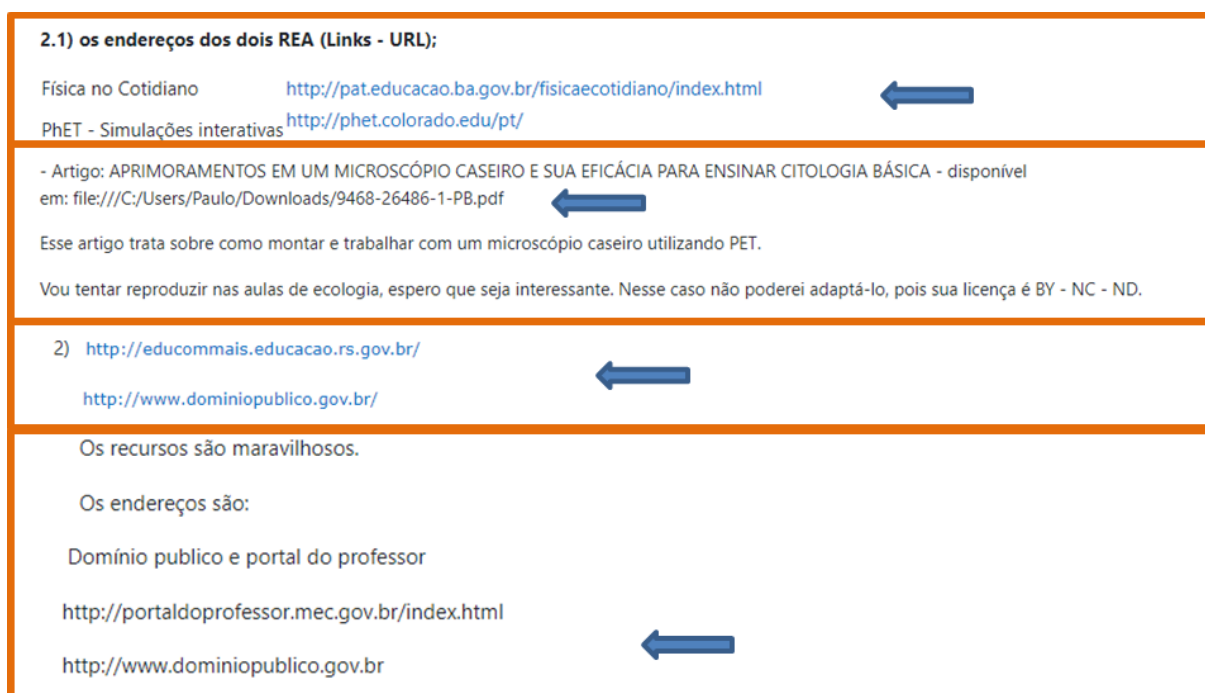 2.1) os endereços dos dois REA (Links - URL);
Física no Cotidiano http://pat.educacao.ba.gov.br/fisicaecotidiano/index.html
PhET - Simulações interativas http://phet.colorado.edu/pt/
- Artigo: APRIMORAMENTOS EM UM MICROSCÓPIO CASEIRO E SUA EFICÁCIA PARA ENSINAR CITOLOGIA BÁSICA - disponível
em: file:///C:/Users/Paulo/Downloads/9468-26486-1-PB.pdf
Esse artigo trata sobre como montar e trabalhar com um microscópio caseiro utilizando PET.
Vou tentar reproduzir nas aulas de ecologia, espero que seja interessante. Nesse caso não poderei adaptá-lo, pois sua licença é BY - NC - ND.
2) http://educommais.educacao.rs.gov.br/
http://www.dominiopublico.gov.br/
Os recursos são maravilhosos.
Os endereços são:
Domínio publico e portal do professor
http://portaldoprofessor.mec.gov.br/index.html
http://www.dominiopublico.gov.br